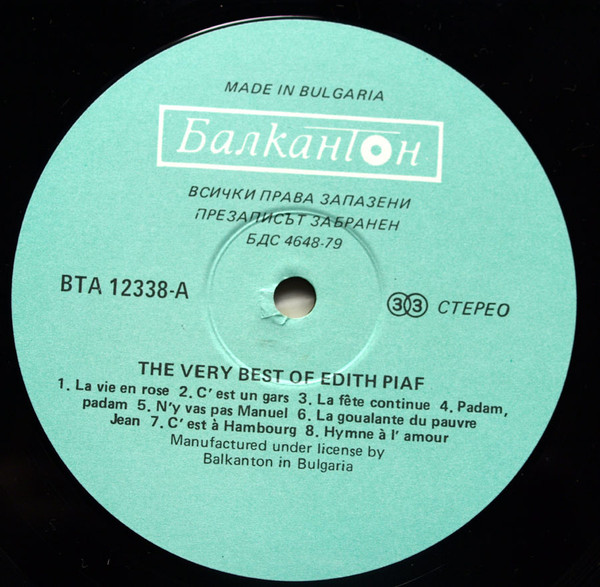 MADE IN BULGARIA
Балкантон
ВСИЧКИ ПРАВА ЗАПАЗЕНИ
ПРЕЗАПИСЪТ ЗАБРАНЕН
БДС 4648-79
ВТА 12338-А
33 СТЕРЕО
THE VERY BEST OF EDITH PIAF
1. La vie en rose 2. C' est un gars 3. La fête continue 4. Padam,
padam 5. N'y vas pas Manuel 6. La goualante du pauvre
Jean 7. C' est à Hambourg 8. Hymne à l' amour
Manufactured under license by
Balkanton in Bulgaria